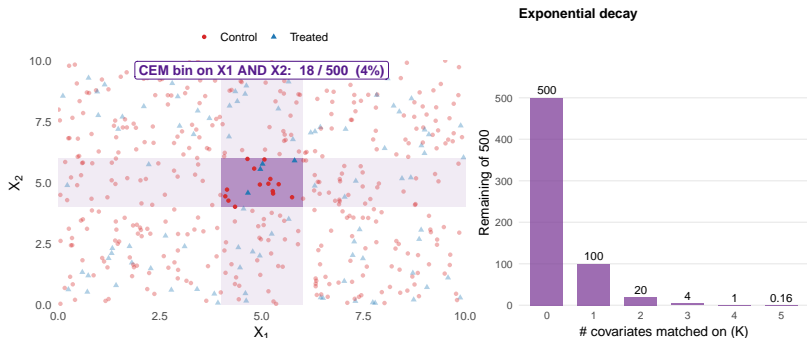 Exponential decay
Control Treated
CEM bin on X1 AND X2: 18 / 500 (4%)
X₂
10.0
7.5
5.0
2.5
0.0
0.0 2.5 5.0 7.5 10.0
X₁
Remaining of 500
500
400
300
200
100
0
500
100
20
4
1
0.16
0 1 2 3 4 5
# covariates matched on (K)